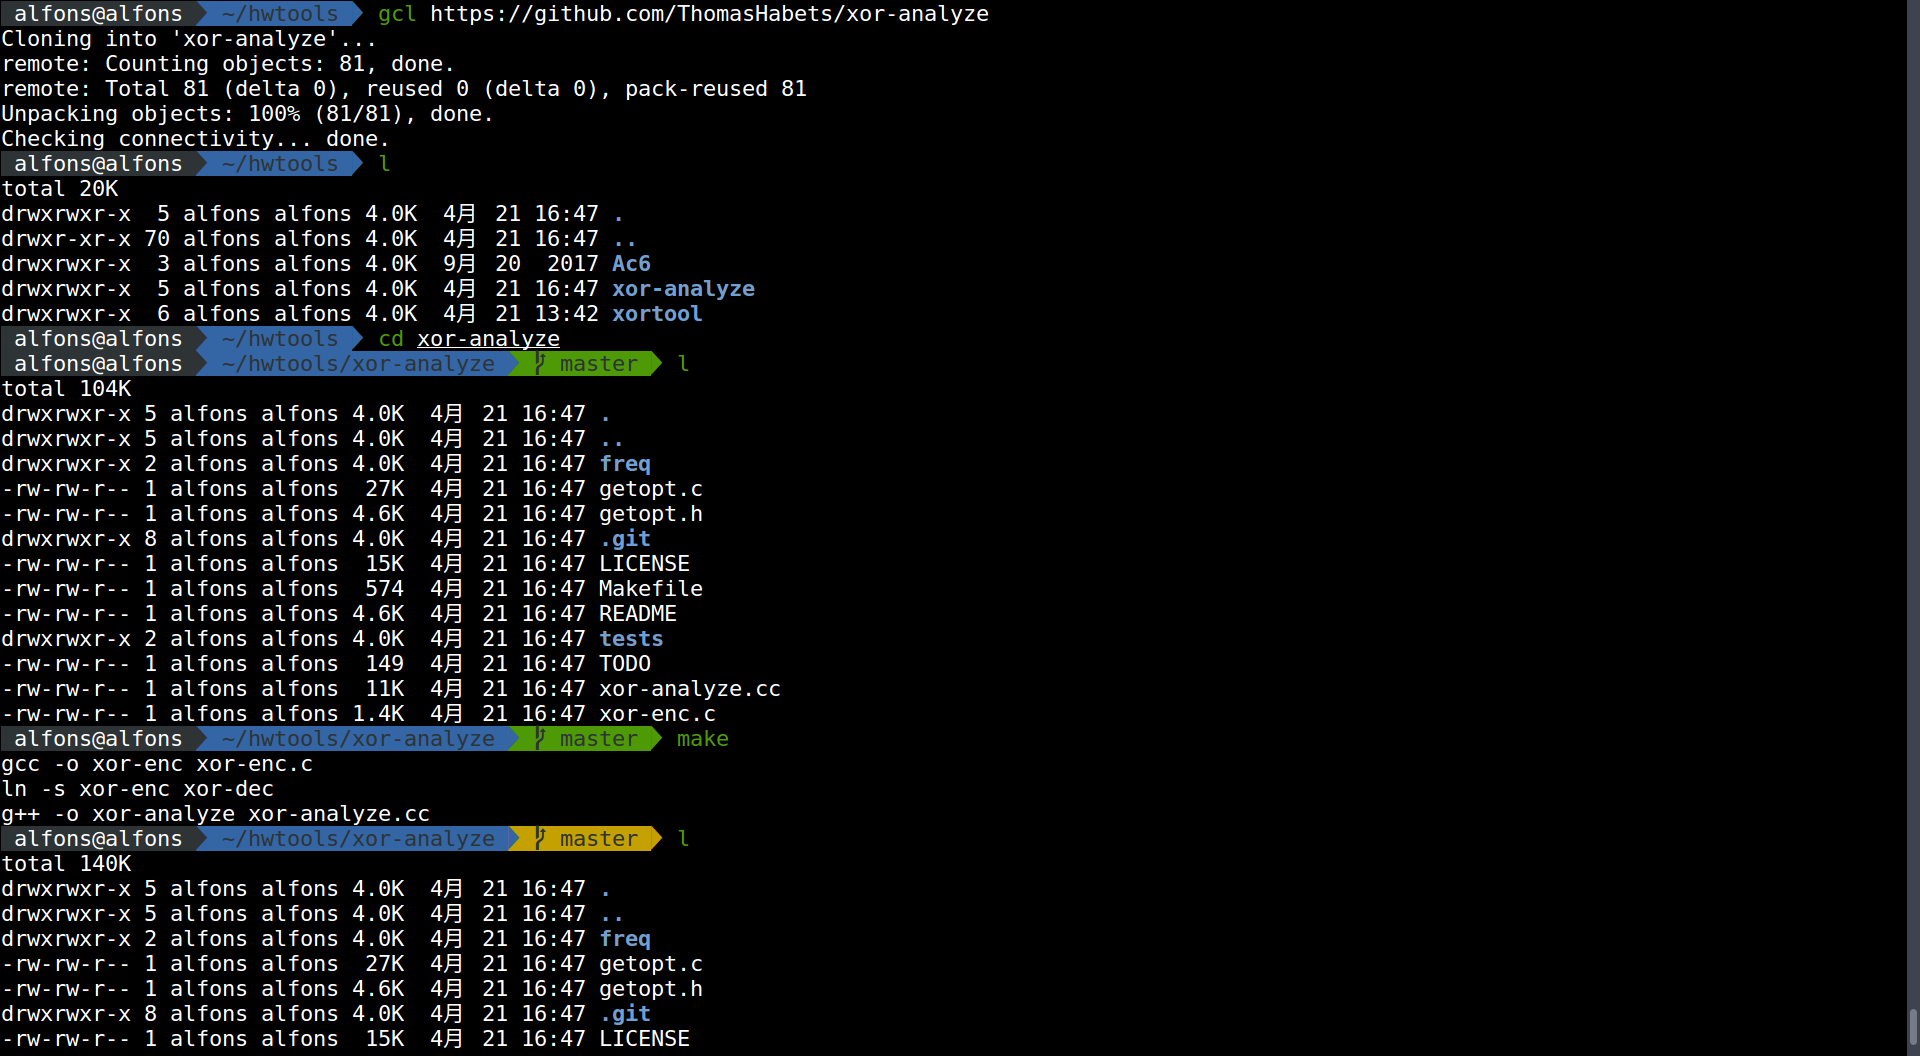 alfons@alfons ~/hwtools gcl https://github.com/ThomasHabets/xor-analyze
Cloning into 'xor-analyze'...
remote: Counting objects: 81, done.
remote: Total 81 (delta 0), reused 0 (delta 0), pack-reused 81
Unpacking objects: 100% (81/81), done.
Checking connectivity... done.
alfons@alfons ~/hwtools l
total 20K
drwxrwxr-x  5 alfons alfons 4.0K  4月 21 16:47 .
drwxr-xr-x 70 alfons alfons 4.0K  4月 21 16:47 ..
drwxrwxr-x  3 alfons alfons 4.0K  9月 20  2017 Ac6
drwxrwxr-x  5 alfons alfons 4.0K  4月 21 16:47 xor-analyze
drwxrwxr-x  6 alfons alfons 4.0K  4月 21 13:42 xortool
alfons@alfons ~/hwtools cd xor-analyze
alfons@alfons ~/hwtools/xor-analyze master l
total 104K
drwxrwxr-x 5 alfons alfons 4.0K  4月 21 16:47 .
drwxrwxr-x 5 alfons alfons 4.0K  4月 21 16:47 ..
drwxrwxr-x 2 alfons alfons 4.0K  4月 21 16:47 freq
-rw-rw-r-- 1 alfons alfons  27K  4月 21 16:47 getopt.c
-rw-rw-r-- 1 alfons alfons 4.6K  4月 21 16:47 getopt.h
drwxrwxr-x 8 alfons alfons 4.0K  4月 21 16:47 .git
-rw-rw-r-- 1 alfons alfons  15K  4月 21 16:47 LICENSE
-rw-rw-r-- 1 alfons alfons  574  4月 21 16:47 Makefile
-rw-rw-r-- 1 alfons alfons 4.6K  4月 21 16:47 README
drwxrwxr-x 2 alfons alfons 4.0K  4月 21 16:47 tests
-rw-rw-r-- 1 alfons alfons  149  4月 21 16:47 TODO
-rw-rw-r-- 1 alfons alfons  11K  4月 21 16:47 xor-analyze.cc
-rw-rw-r-- 1 alfons alfons 1.4K  4月 21 16:47 xor-enc.c
alfons@alfons ~/hwtools/xor-analyze master make
gcc -o xor-enc xor-enc.c
ln -s xor-enc xor-dec
g++ -o xor-analyze xor-analyze.cc
alfons@alfons ~/hwtools/xor-analyze master l
total 140K
drwxrwxr-x 5 alfons alfons 4.0K  4月 21 16:47 .
drwxrwxr-x 5 alfons alfons 4.0K  4月 21 16:47 ..
drwxrwxr-x 2 alfons alfons 4.0K  4月 21 16:47 freq
-rw-rw-r-- 1 alfons alfons  27K  4月 21 16:47 getopt.c
-rw-rw-r-- 1 alfons alfons 4.6K  4月 21 16:47 getopt.h
drwxrwxr-x 8 alfons alfons 4.0K  4月 21 16:47 .git
-rw-rw-r-- 1 alfons alfons  15K  4月 21 16:47 LICENSE